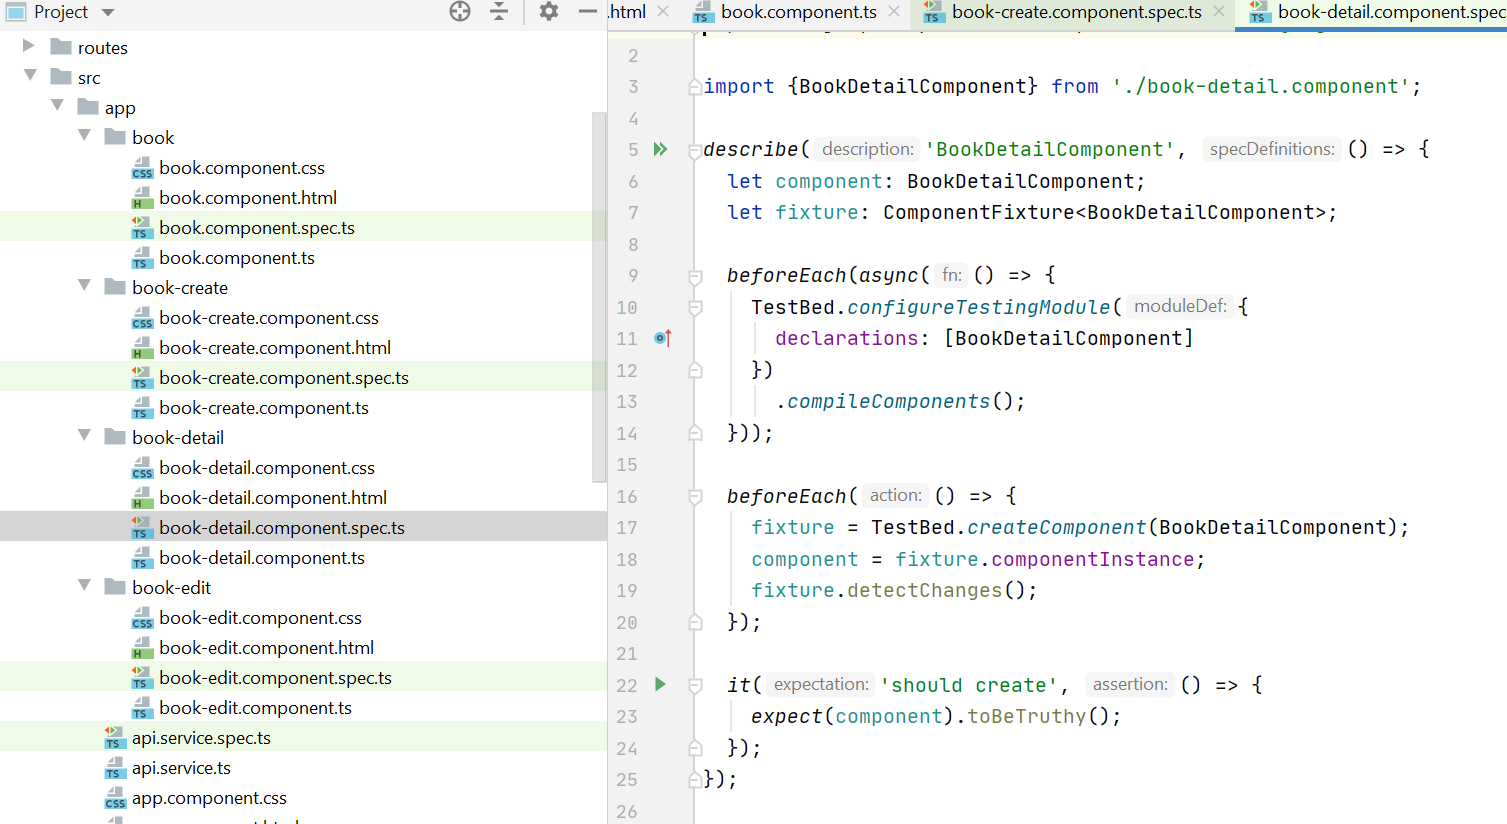 Project
routes
src
app
book
book.component.css
book.component.html
book.component.spec.ts
book.component.ts
book-create
book-create.component.css
book-create.component.html
book-create.component.spec.ts
book-create.component.ts
book-detail
book-detail.component.css
book-detail.component.html
book-detail.component.spec.ts
book-detail.component.ts
book-edit
book-edit.component.css
book-edit.component.html
book-edit.component.spec.ts
book-edit.component.ts
api.service.spec.ts
api.service.ts
app.component.css
.html book.component.ts book-create.component.spec.ts book-detail.component.spec
2
3 import {BookDetailComponent} from './book-detail.component';
4
5 describe( description: 'BookDetailComponent', specDefinitions: () => {
6 let component: BookDetailComponent;
7 let fixture: ComponentFixture<BookDetailComponent>;
8
9 beforeEach(async( fn: () => {
10 TestBed.configureTestingModule( moduleDef: {
11 declarations: [BookDetailComponent]
12 })
13 .compileComponents();
14 }));
15
16 beforeEach( action: () => {
17 fixture = TestBed.createComponent(BookDetailComponent);
18 component = fixture.componentInstance;
19 fixture.detectChanges();
20 });
21
22 it( expectation: 'should create', assertion: () => {
23 expect(component).toBeTruthy();
24 });
25 });
26